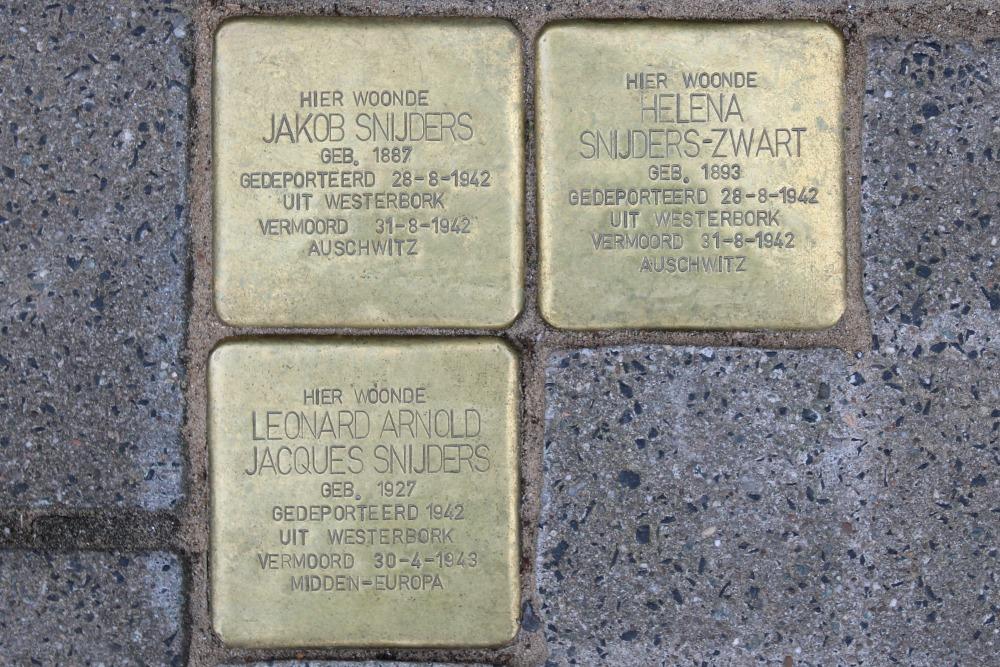 HIER WOONDE
JAKOB SNIJDERS
GEB. 1887
GEDEPORTEERD 28-8-1942
UIT WESTERBORK
VERMOORD 31-8-1942
AUSCHWITZ
HIER WOONDE
HELENA
SNIJDERS-ZWART
GEB. 1893
GEDEPORTEERD 28-8-1942
UIT WESTERBORK
VERMOORD 31-8-1942
AUSCHWITZ
HIER WOONDE
LEONARD ARNOLD
JACQUES SNIJDERS
GEB. 1927
GEDEPORTEERD 1942
UIT WESTERBORK
VERMOORD 30-4-1943
MIDDEN-EUROPA